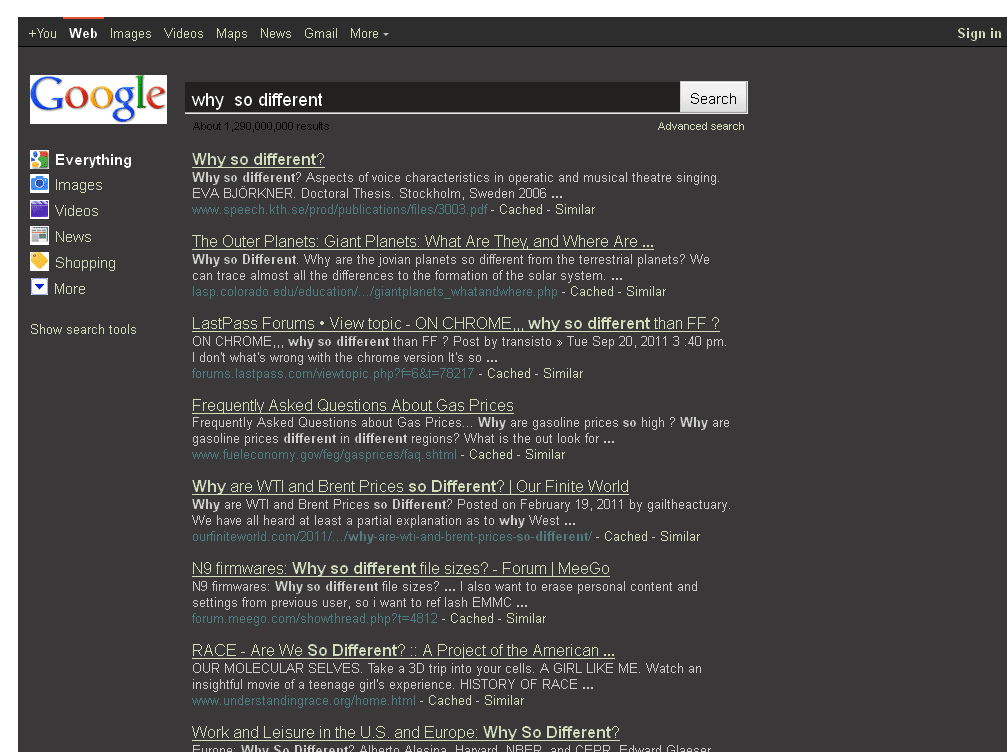 +You Web Images Videos Maps News Gmail More
Sign in
Google
why so different
Search
About 1,290,000,000 results
Advanced search
Everything
Images
Videos
News
Shopping
More
Show search tools
Why so different?
Why so different? Aspects of voice characteristics in operatic and musical theatre singing.
EVA BJÖRKNER. Doctoral Thesis. Stockholm, Sweden 2006 ...
www.speech.kth.se/prod/publications/files/3003.pdf - Cached - Similar
The Outer Planets: Giant Planets: What Are They, and Where Are ...
Why so Different. Why are the jovian planets so different from the terrestrial planets? We
can trace almost all the differences to the formation of the solar system. ...
lasp.colorado.edu/education/.../giantplanets_whatandwhere.php - Cached - Similar
LastPass Forums • View topic - ON CHROME,,, why so different than FF ?
ON CHROME,,, why so different than FF ? Post by transisto » Tue Sep 20, 2011 3 :40 pm.
I don't what's wrong with the chrome version It's so ...
forums.lastpass.com/viewtopic.php?f=6&t=78217 - Cached - Similar
Frequently Asked Questions About Gas Prices
Frequently Asked Questions about Gas Prices... Why are gasoline prices so high ? Why are
gasoline prices different in different regions? What is the out look for ...
www.fueleconomy.gov/feg/gasprices/faq.shtml - Cached - Similar
Why are WTI and Brent Prices so Different? | Our Finite World
Why are WTI and Brent Prices so Different? Posted on February 19, 2011 by gailtheactuary.
We have all heard at least a partial explanation as to why West ...
ourfiniteworld.com/2011/.../why-are-wti-and-brent-prices-so-different/ - Cached - Similar
N9 firmwares: Why so different file sizes? - Forum | MeeGo
N9 firmwares: Why so different file sizes? ... I also want to erase personal content and
settings from previous user, so i want to ref lash EMMC ...
forum.meego.com/showthread.php?t=4812 - Cached - Similar
RACE - Are We So Different? :: A Project of the American ...
OUR MOLECULAR SELVES. Take a 3D trip into your cells. A GIRL LIKE ME. Watch an
insightful movie of a teenage girl's experience. HISTORY OF RACE ...
www.understandingrace.org/home.html - Cached - Similar
Work and Leisure in the U.S. and Europe: Why So Different?
Europe: Why So Different? Alberto Alesina, Harvard, NBER, and CEPR. Edward Glaeser